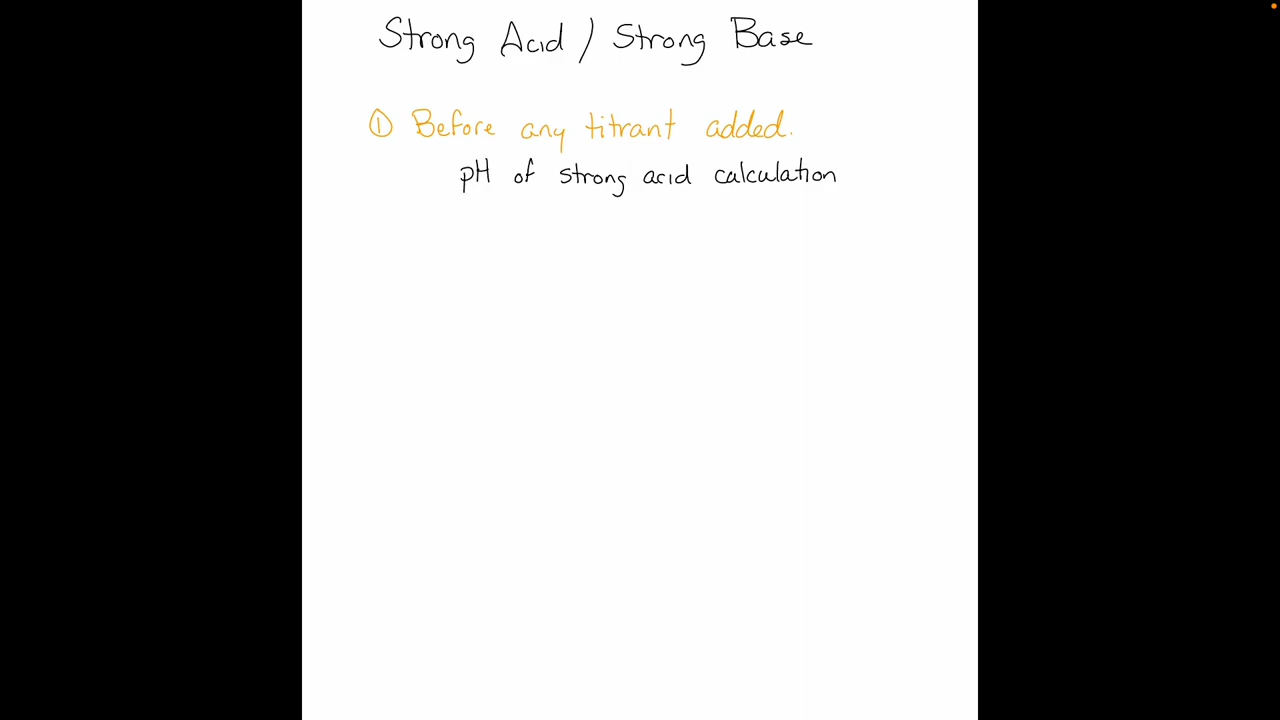 Strong Acid / Strong Base
① Before any titrant added.
pH of strong acid calculation